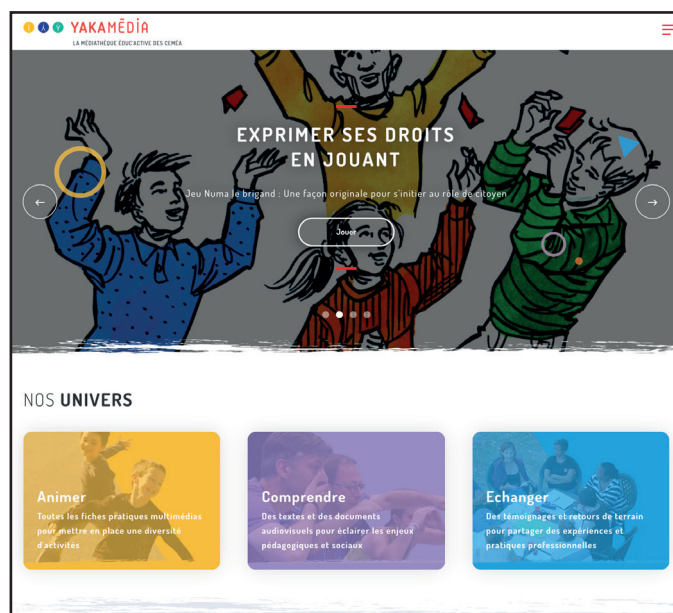 YAKAMÉDIA
LA MÉDIATHÈQUE ÉDUC'ACTIVE DES CEMÉA
EXPRIMER SES DROITS
EN JOUANT
Jeu Numa le brigand : Une façon originale pour s'initier au rôle de citoyen
Jouer
NOS UNIVERS
Animer
Toutes les fiches pratiques multimédias
pour mettre en place une diversité
d'activités
Comprendre
Des textes et des documents
audiovisuels pour éclairer les enjeux
pédagogiques et sociaux
Echanger
Des témoignages et retours de terrain
pour partager des expériences et
pratiques professionnelles